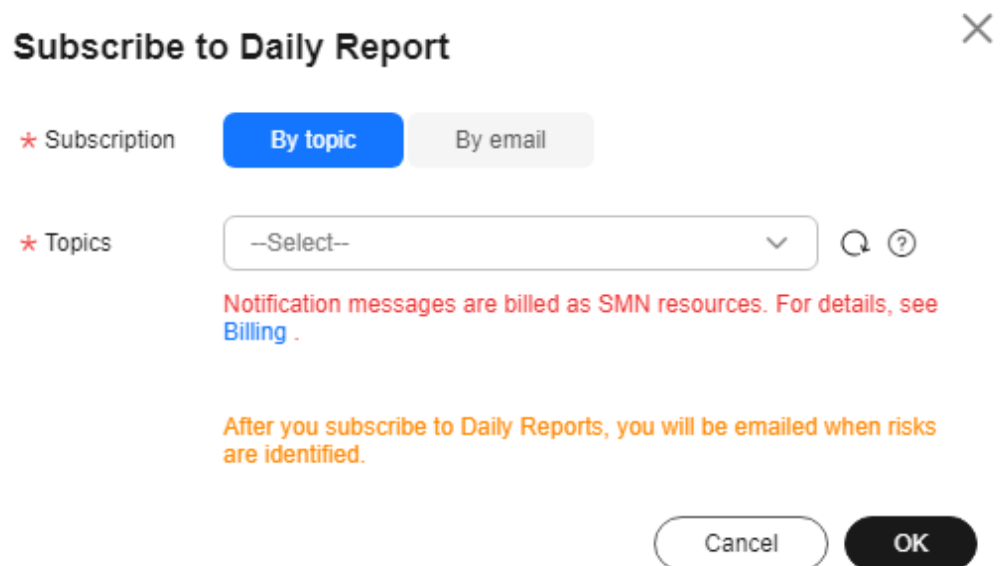 Subscribe to Daily Report
* Subscription By topic By email
* Topics --Select--
Notification messages are billed as SMN resources. For details, see
Billing .
After you subscribe to Daily Reports, you will be emailed when risks
are identified.
Cancel OK